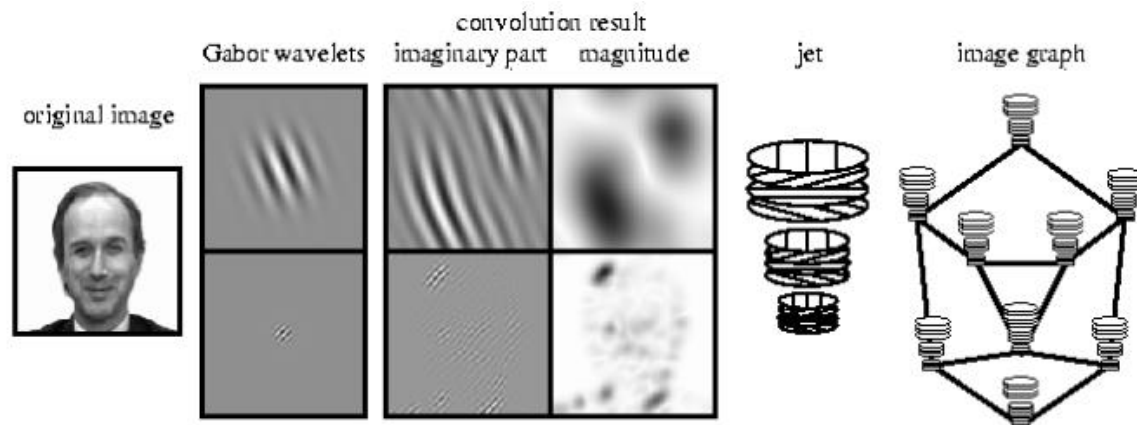 convolution result
Gabor wavelets imaginary part magnitude jet image graph
original image